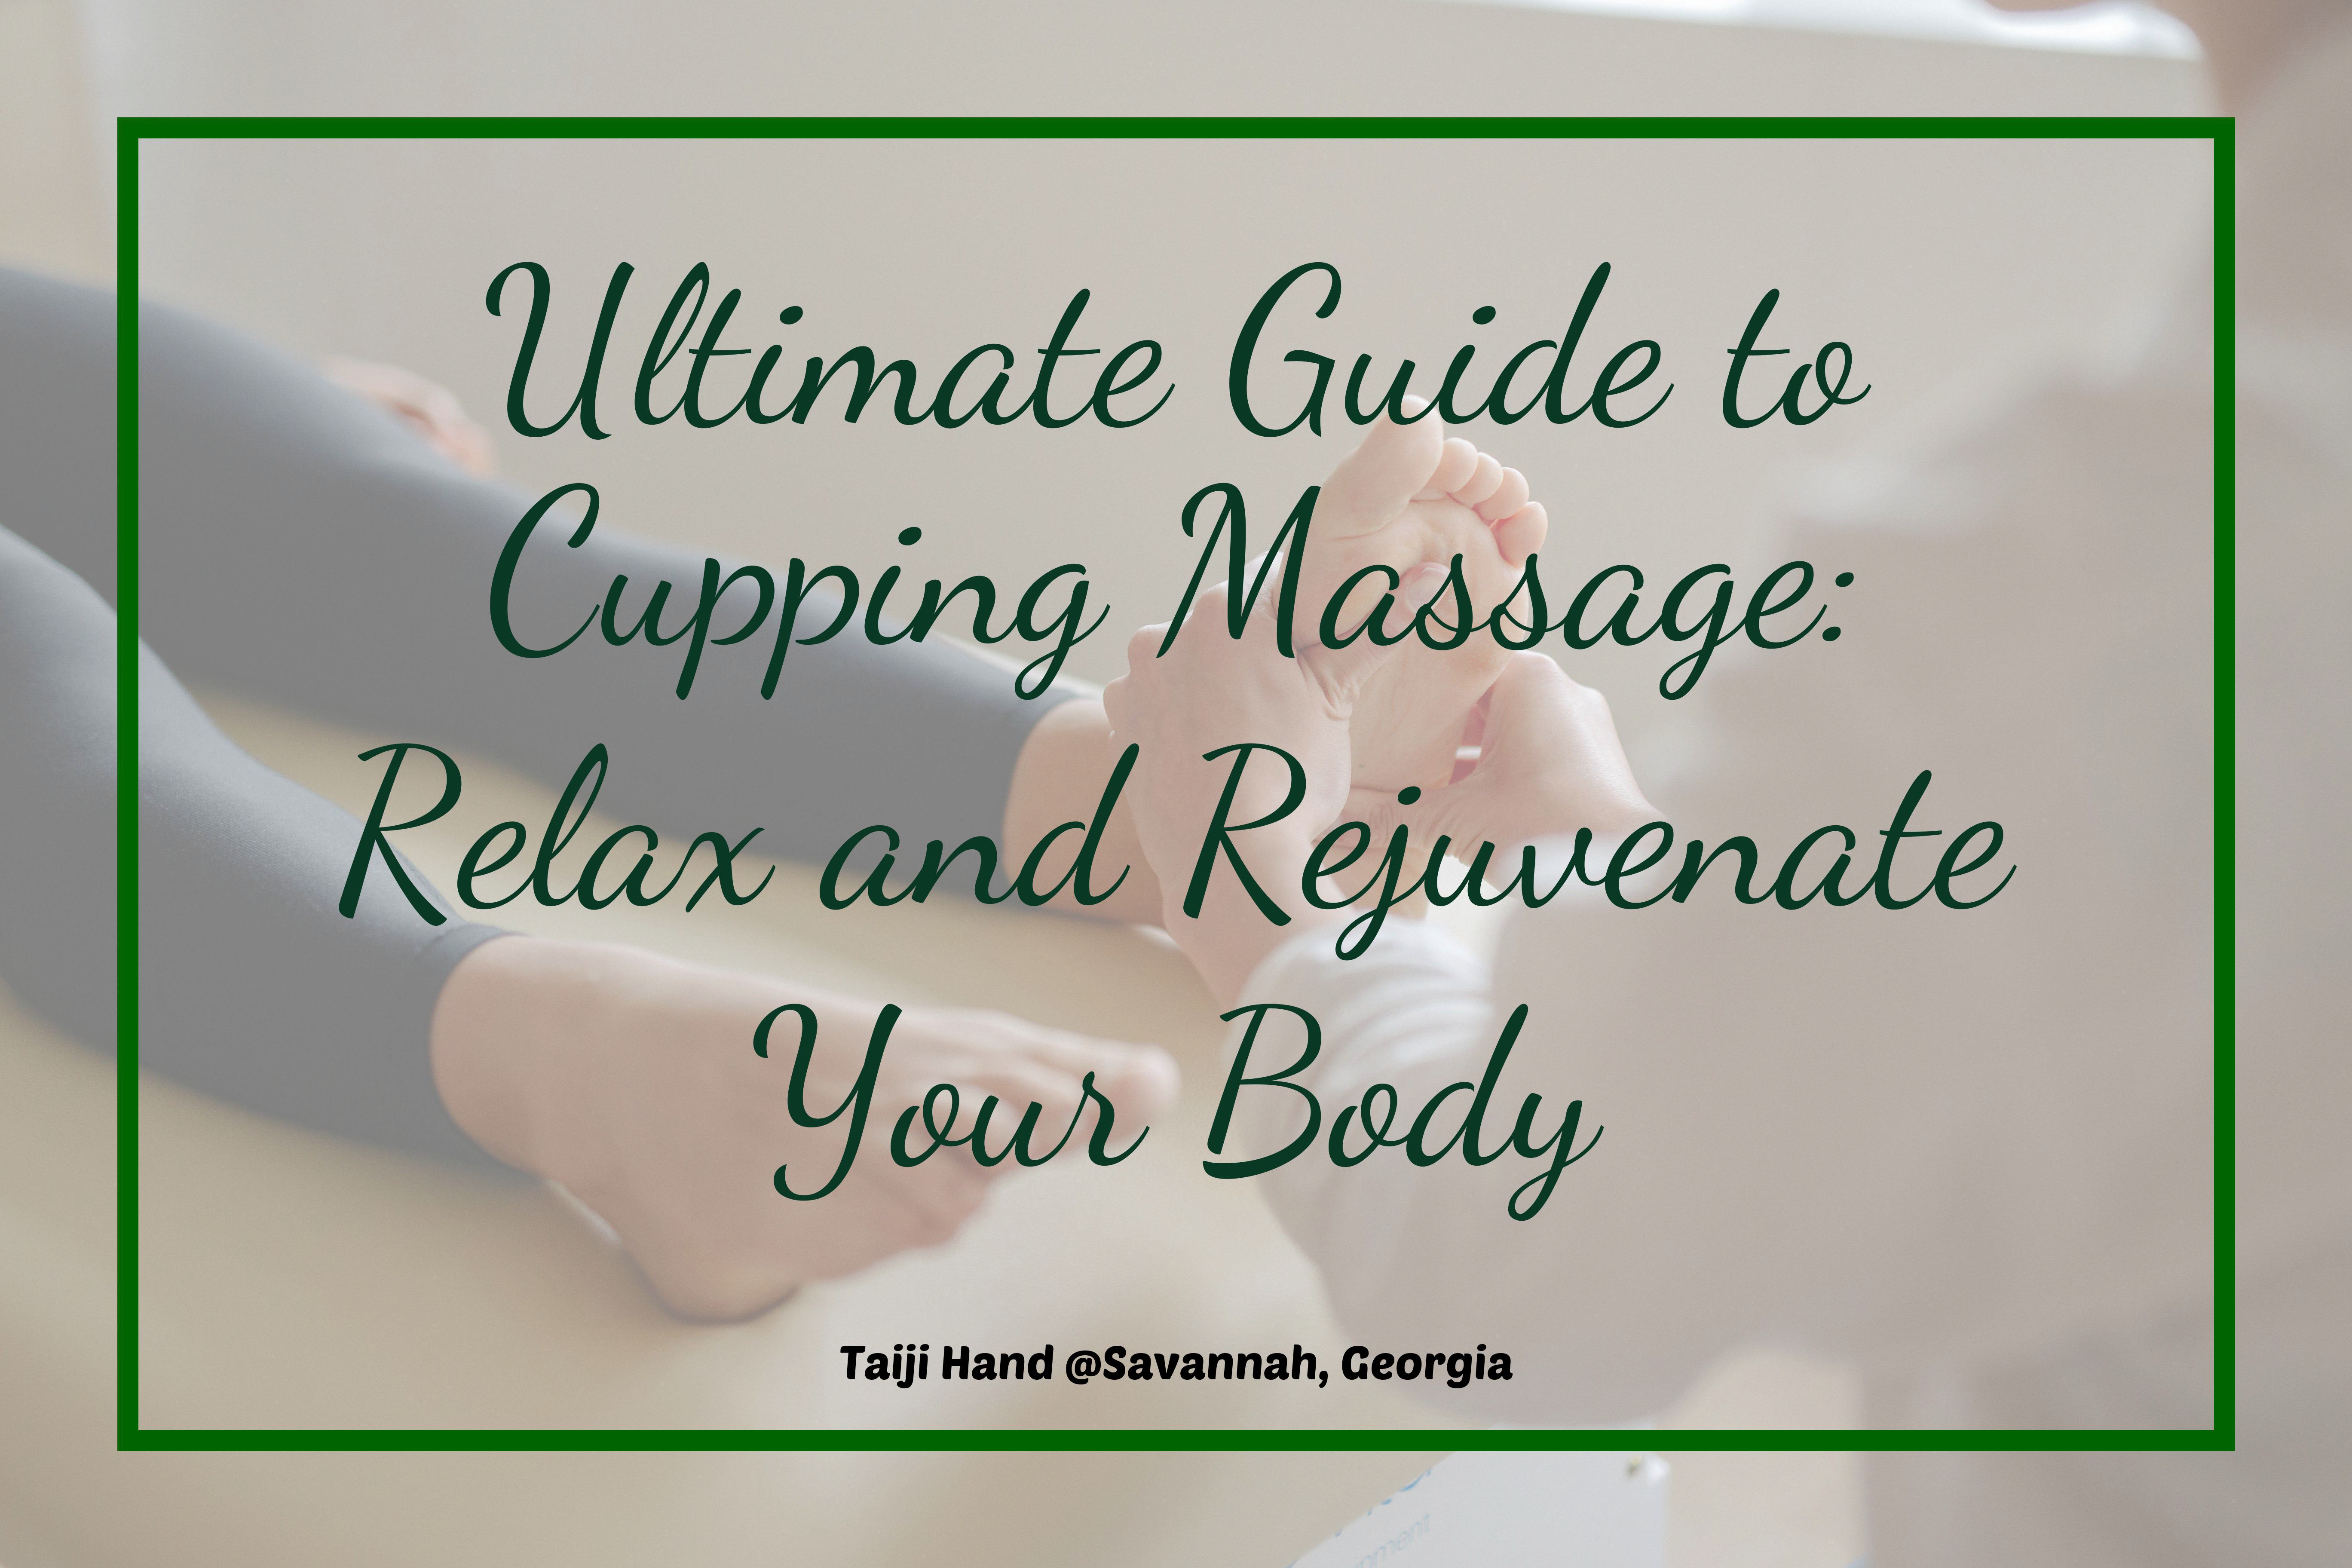 Ultimate Guide to
Cupping Massage:
Relax and Rejuvenate
Your Body
Taiji Hand @Savannah, Georgia